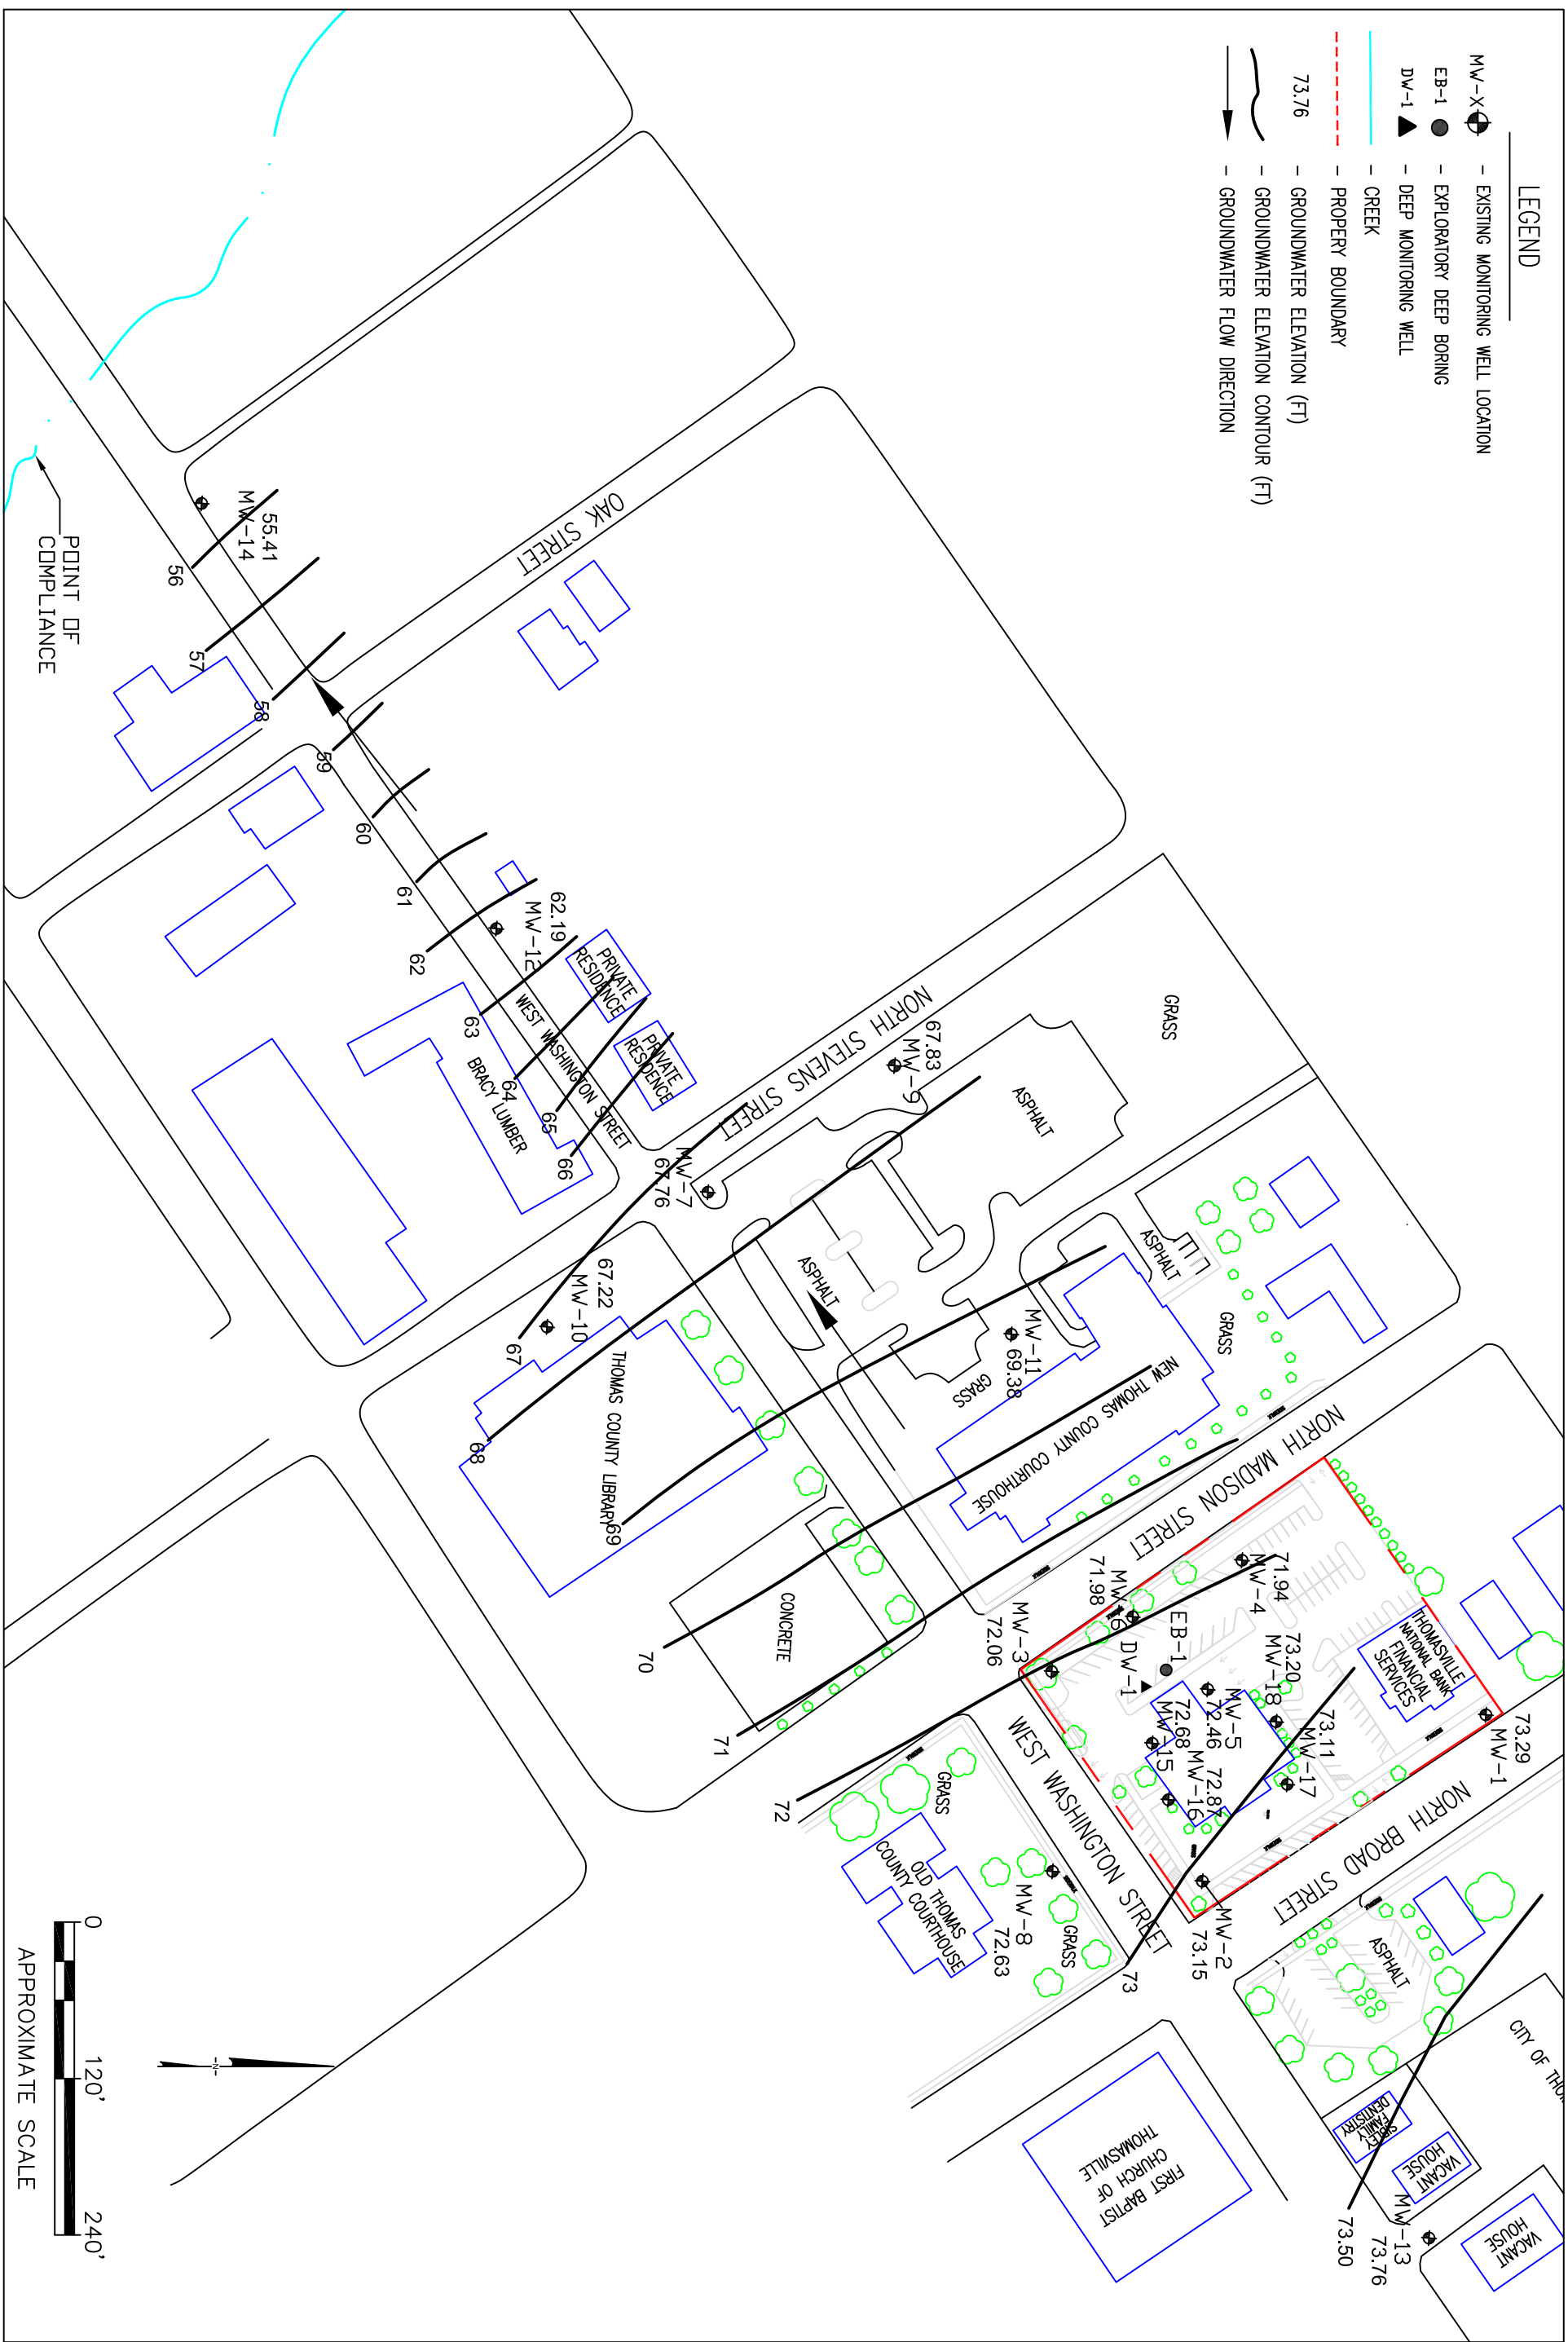 LEGEND
MW-X
- EXISTING MONITORING WELL LOCATION
EB-1
- EXPLORATORY DEEP BORING
DW-1
- DEEP MONITORING WELL
- CREEK
- PROPERY BOUNDARY
73.76
- GROUNDWATER ELEVATION (FT)
- GROUNDWATER ELEVATION CONTOUR (FT)
- GROUNDWATER FLOW DIRECTION
CITY OF
73.29
MW-1
THOMASVILLE
NATIONAL BANK
FINANCIAL
SERVICES
NORTH BROAD STREET
NORTH MADISON STREET
73.11
MW-17
73.20
MW-18
71.94
MW-4
MW-5
72.46
72.87
MW-16
72.68
MW-15
EB-1
DW-1
71.98
MW-3
72.06
MW-2
73.15
73
WEST WASHINGTON STREET
ASPHALT
SIBLEY
FAMILY
DENTISTRY
VACANT
HOUSE
VACANT
HOUSE
MW-13
73.76
73.50
FIRST BAPTIST
CHURCH OF
THOMASVILLE
GRASS
MW-8
72.63
OLD THOMAS
COUNTY COURTHOUSE
GRASS
72
71
70
69
CONCRETE
GRASS
GRASS
ASPHALT
ASPHALT
NEW THOMAS COUNTY COURTHOUSE
MW-11
69.38
GRASS
ASPHALT
67.83
MW-9
NORTH STEVENS STREET
MW-7
67.76
67.22
MW-10
THOMAS COUNTY LIBRARY
68
67
66
65
64
63
PRIVATE
RESIDENCE
PRIVATE
RESIDENCE
WEST WASHINGTON STREET
BRACY LUMBER
62.19
MW-12
62
61
60
59
58
57
56
OAK STREET
55.41
MW-14
POINT OF
COMPLIANCE
-N-
0
120'
240'
APPROXIMATE SCALE